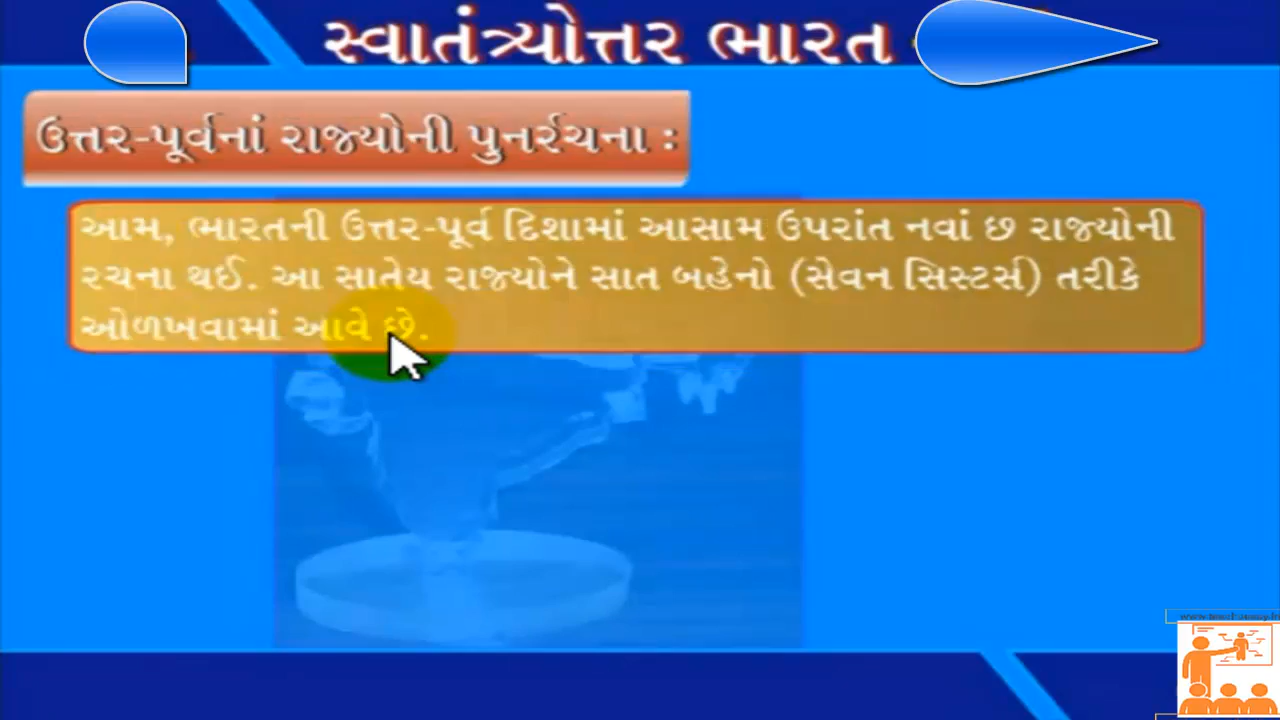 સ્વાતંત્ર્યોત્તર ભારત
ઉત્તર-પૂર્વનાં રાજ્યોની પુનર્રચના :
આમ, ભારતની ઉત્તર-પૂર્વ દિશામાં આસામ ઉપરાંત નવાં છ રાજ્યોની
રચના થઈ. આ સાતેય રાજ્યોને સાત બહેનો (સેવન સિસ્ટર્સ) તરીકે
ઓળખવામાં આવે છે.